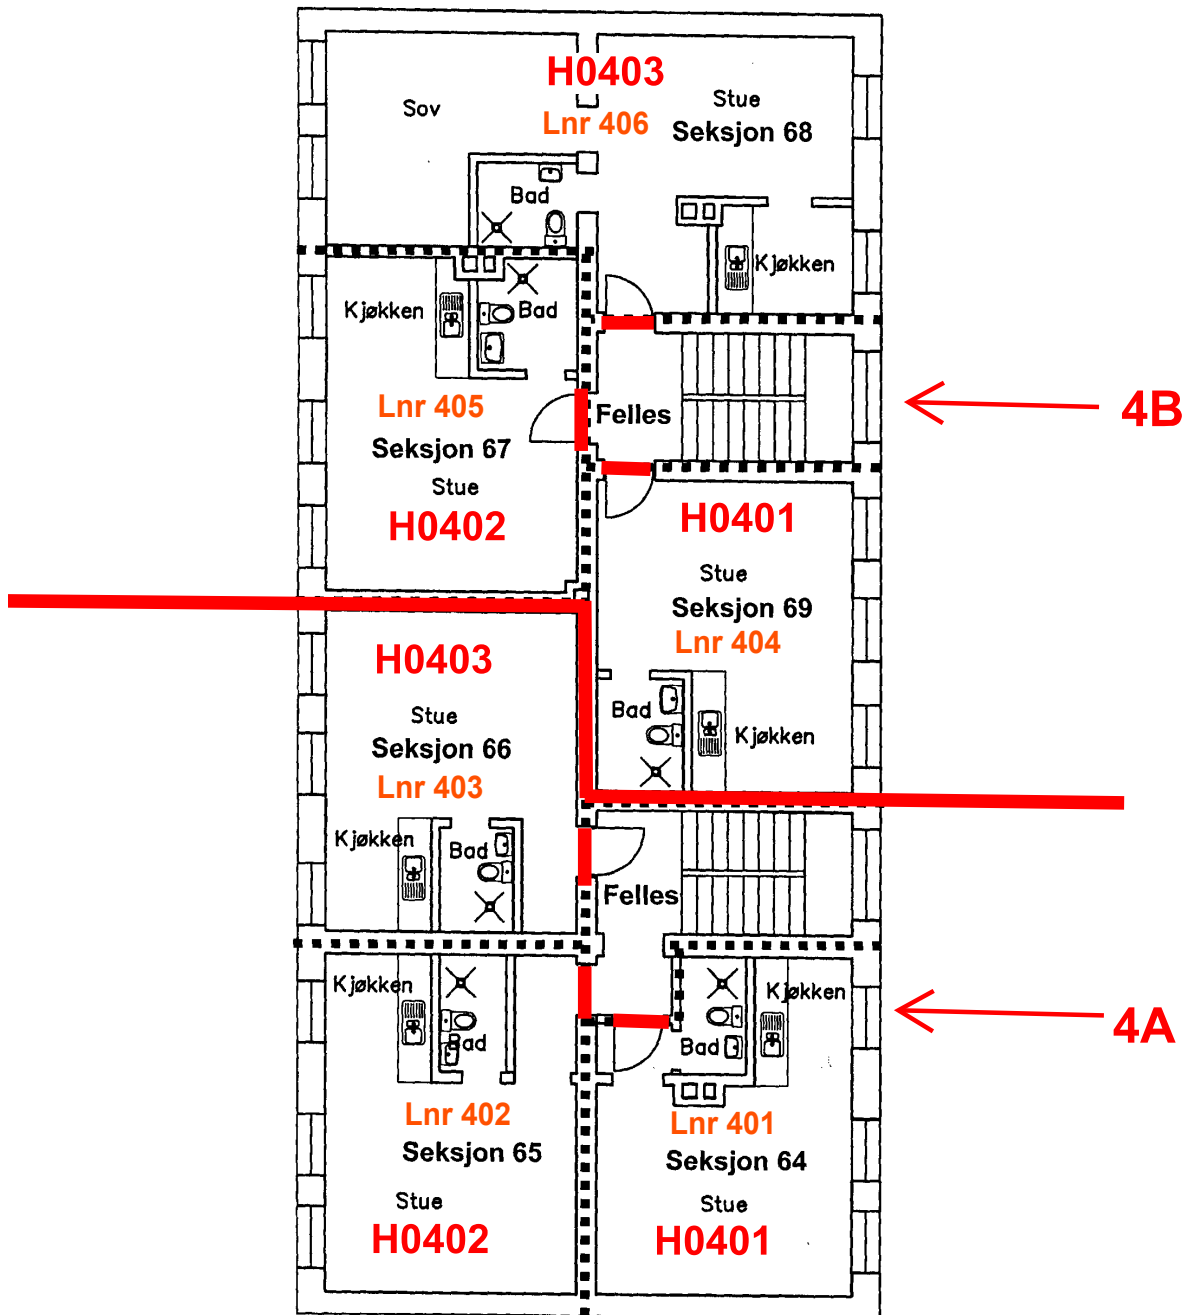 H0403
Sov
Stue
Lnr 406
Seksjon 68
Bad
Kjøkken
Kjøkken
Bad
Lnr 405
Felles
4B
Seksjon 67
Stue
H0402
H0401
Stue
Seksjon 69
Lnr 404
H0403
Stue
Bad
Seksjon 66
Kjøkken
Lnr 403
Kjøkken
Bad
Felles
Kjøkken
Kjøkken
4A
Bad
Bad
Lnr 402
Lnr 401
Seksjon 65
Seksjon 64
Stue
Stue
H0402
H0401